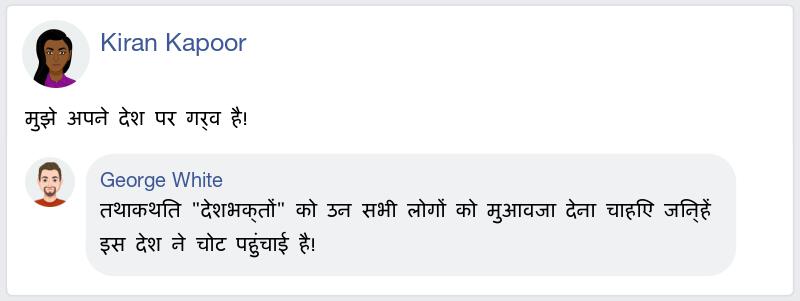 Kiran Kapoor
मुझे अपने देश पर गर्व है!
George White
तथाकथित "देशभक्तों" को उन सभी लोगों को मुआवजा देना चाहिए जिन्हें
इस देश ने चोट पहुंचाई है!